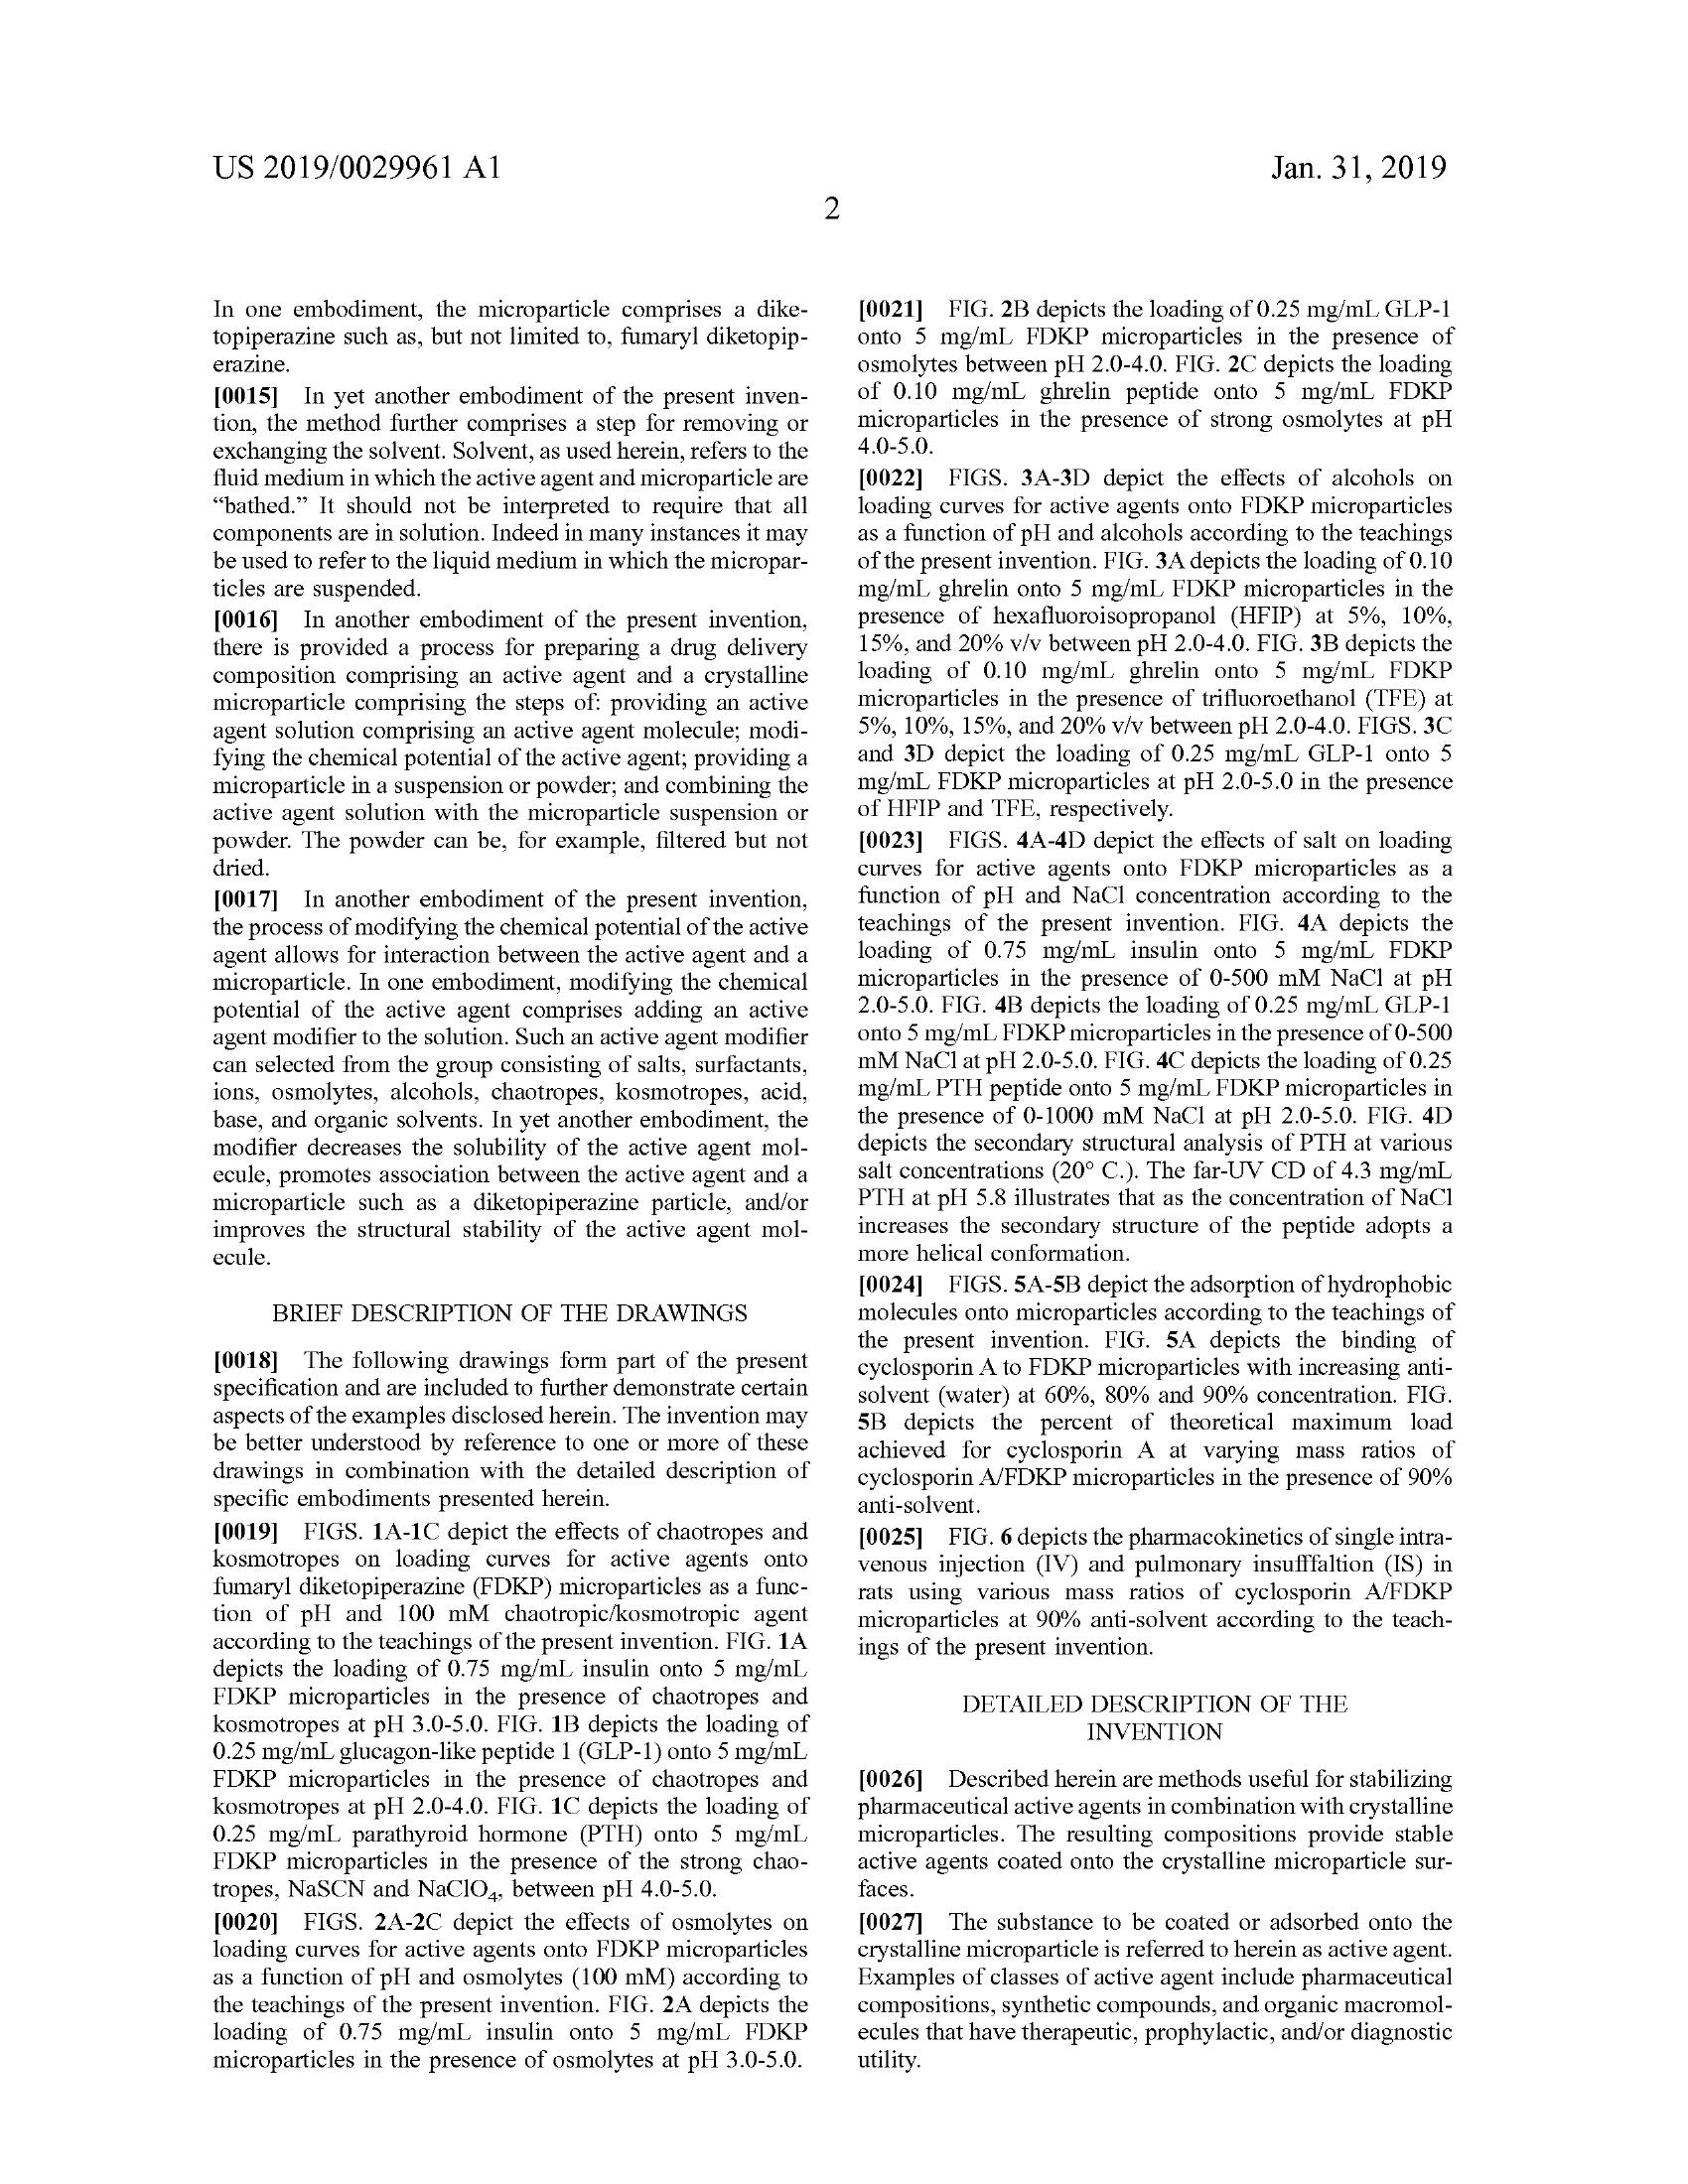 US 2019/0029961 A1
Jan. 31, 2019
2
In one embodiment, the microparticle comprises a dike-
topiperazine such as, but not limited to, fumaryl diketopip-
erazine.
[0015] In yet another embodiment of the present inven-
tion, the method further comprises a step for removing or
exchanging the solvent. Solvent, as used herein, refers to the
fluid medium in which the active agent and microparticle are
“bathed.” It should not be interpreted to require that all
components are in solution. Indeed in many instances it may
be used to refer to the liquid medium in which the micropar-
ticles are suspended.
[0016] In another embodiment of the present invention,
there is provided a process for preparing a drug delivery
composition comprising an active agent and a crystalline
microparticle comprising the steps of: providing an active
agent solution comprising an active agent molecule; modi-
fying the chemical potential of the active agent; providing a
microparticle in a suspension or powder; and combining the
active agent solution with the microparticle suspension or
powder. The powder can be, for example, filtered but not
dried.
[0017] In another embodiment of the present invention,
the process of modifying the chemical potential of the active
agent allows for interaction between the active agent and a
microparticle. In one embodiment, modifying the chemical
potential of the active agent comprises adding an active
agent modifier to the solution. Such an active agent modifier
can selected from the group consisting of salts, surfactants,
ions, osmolytes, alcohols, chaotropes, kosmotropes, acid,
base, and organic solvents. In yet another embodiment, the
modifier decreases the solubility of the active agent mol-
ecule, promotes association between the active agent and a
microparticle such as a diketopiperazine particle, and/or
improves the structural stability of the active agent mol-
ecule.
BRIEF DESCRIPTION OF THE DRAWINGS
[0018] The following drawings form part of the present
specification and are included to further demonstrate certain
aspects of the examples disclosed herein. The invention may
be better understood by reference to one or more of these
drawings in combination with the detailed description of
specific embodiments presented herein.
[0019] FIGS. 1A-1C depict the effects of chaotropes and
kosmotropes on loading curves for active agents onto
fumaryl diketopiperazine (FDKP) microparticles as a func-
tion of pH and 100 mM chaotropic/kosmotropic agent
according to the teachings of the present invention. FIG. 1A
depicts the loading of 0.75 mg/mL insulin onto 5 mg/mL
FDKP microparticles in the presence of chaotropes and
kosmotropes at pH 3.0-5.0. FIG. 1B depicts the loading of
0.25 mg/mL glucagon-like peptide 1 (GLP-1) onto 5 mg/mL
FDKP microparticles in the presence of chaotropes and
kosmotropes at pH 2.0-4.0. FIG. 1C depicts the loading of
0.25 mg/mL parathyroid hormone (PTH) onto 5 mg/mL
FDKP microparticles in the presence of the strong chao-
tropes, NaSCN and NaClO₄, between pH 4.0-5.0.
[0020] FIGS. 2A-2C depict the effects of osmolytes on
loading curves for active agents onto FDKP microparticles
as a function of pH and osmolytes (100 mM) according to
the teachings of the present invention. FIG. 2A depicts the
loading of 0.75 mg/mL insulin onto 5 mg/mL FDKP
microparticles in the presence of osmolytes at pH 3.0-5.0.
[0021] FIG. 2B depicts the loading of 0.25 mg/mL GLP-1
onto 5 mg/mL FDKP microparticles in the presence of
osmolytes between pH 2.0-4.0. FIG. 2C depicts the loading
of 0.10 mg/mL ghrelin peptide onto 5 mg/mL FDKP
microparticles in the presence of strong osmolytes at pH
4.0-5.0.
[0022] FIGS. 3A-3D depict the effects of alcohols on
loading curves for active agents onto FDKP microparticles
as a function of pH and alcohols according to the teachings
of the present invention. FIG. 3A depicts the loading of 0.10
mg/mL ghrelin onto 5 mg/mL FDKP microparticles in the
presence of hexafluoroisopropanol (HFIP) at 5%, 10%,
15%, and 20% v/v between pH 2.0-4.0. FIG. 3B depicts the
loading of 0.10 mg/mL ghrelin onto 5 mg/mL FDKP
microparticles in the presence of trifluoroethanol (TFE) at
5%, 10%, 15%, and 20% v/v between pH 2.0-4.0. FIGS. 3C
and 3D depict the loading of 0.25 mg/mL GLP-1 onto 5
mg/mL FDKP microparticles at pH 2.0-5.0 in the presence
of HFIP and TFE, respectively.
[0023] FIGS. 4A-4D depict the effects of salt on loading
curves for active agents onto FDKP microparticles as a
function of pH and NaCl concentration according to the
teachings of the present invention. FIG. 4A depicts the
loading of 0.75 mg/mL insulin onto 5 mg/mL FDKP
microparticles in the presence of 0-500 mM NaCl at pH
2.0-5.0. FIG. 4B depicts the loading of 0.25 mg/mL GLP-1
onto 5 mg/mL FDKP microparticles in the presence of 0-500
mM NaCl at pH 2.0-5.0. FIG. 4C depicts the loading of 0.25
mg/mL PTH peptide onto 5 mg/mL FDKP microparticles in
the presence of 0-1000 mM NaCl at pH 2.0-5.0. FIG. 4D
depicts the secondary structural analysis of PTH at various
salt concentrations (20° C.). The far-UV CD of 4.3 mg/mL
PTH at pH 5.8 illustrates that as the concentration of NaCl
increases the secondary structure of the peptide adopts a
more helical conformation.
[0024] FIGS. 5A-5B depict the adsorption of hydrophobic
molecules onto microparticles according to the teachings of
the present invention. FIG. 5A depicts the binding of
cyclosporin A to FDKP microparticles with increasing anti-
solvent (water) at 60%, 80% and 90% concentration. FIG.
5B depicts the percent of theoretical maximum load
achieved for cyclosporin A at varying mass ratios of
cyclosporin A/FDKP microparticles in the presence of 90%
anti-solvent.
[0025] FIG. 6 depicts the pharmacokinetics of single intra-
venous injection (IV) and pulmonary insufffaltion (IS) in
rats using various mass ratios of cyclosporin A/FDKP
microparticles at 90% anti-solvent according to the teach-
ings of the present invention.
DETAILED DESCRIPTION OF THE
INVENTION
[0026] Described herein are methods useful for stabilizing
pharmaceutical active agents in combination with crystalline
microparticles. The resulting compositions provide stable
active agents coated onto the crystalline microparticle sur-
faces.
[0027] The substance to be coated or adsorbed onto the
crystalline microparticle is referred to herein as active agent.
Examples of classes of active agent include pharmaceutical
compositions, synthetic compounds, and organic macromol-
ecules that have therapeutic, prophylactic, and/or diagnostic
utility.